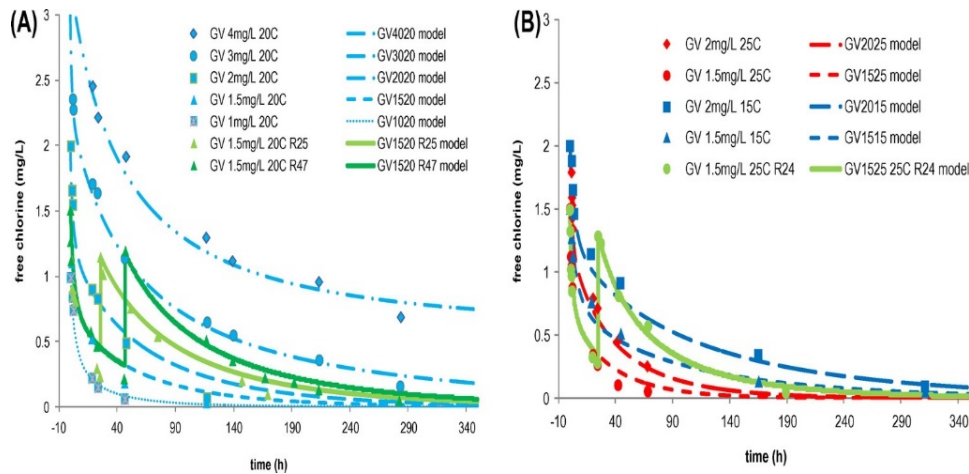 (A)
GV 4mg/L 20C
GV4020 model
GV 3mg/L 20C
GV3020 model
GV 2mg/L 20C
GV2020 model
GV 1.5mg/L 20C
GV1520 model
GV 1mg/L 20C
GV1020 model
GV 1.5mg/L 20C R25
GV1520 R25 model
GV 1.5mg/L 20C R47
GV1520 R47 model
free chlorine (mg/L)
3
2.5
2
1.5
1
0.5
0
-10 40 90 140 190 240 290 340
time (h)
(B)
GV 2mg/L 25C
GV2025 model
GV 1.5mg/L 25C
GV1525 model
GV 2mg/L 15C
GV2015 model
GV 1.5mg/L 15C
GV1515 model
GV 1.5mg/L 25C R24
GV1525 25C R24 model
free chlorine (mg/L)
3
2.5
2
1.5
1
0.5
0
-10 40 90 140 190 240 290 340
time (h)